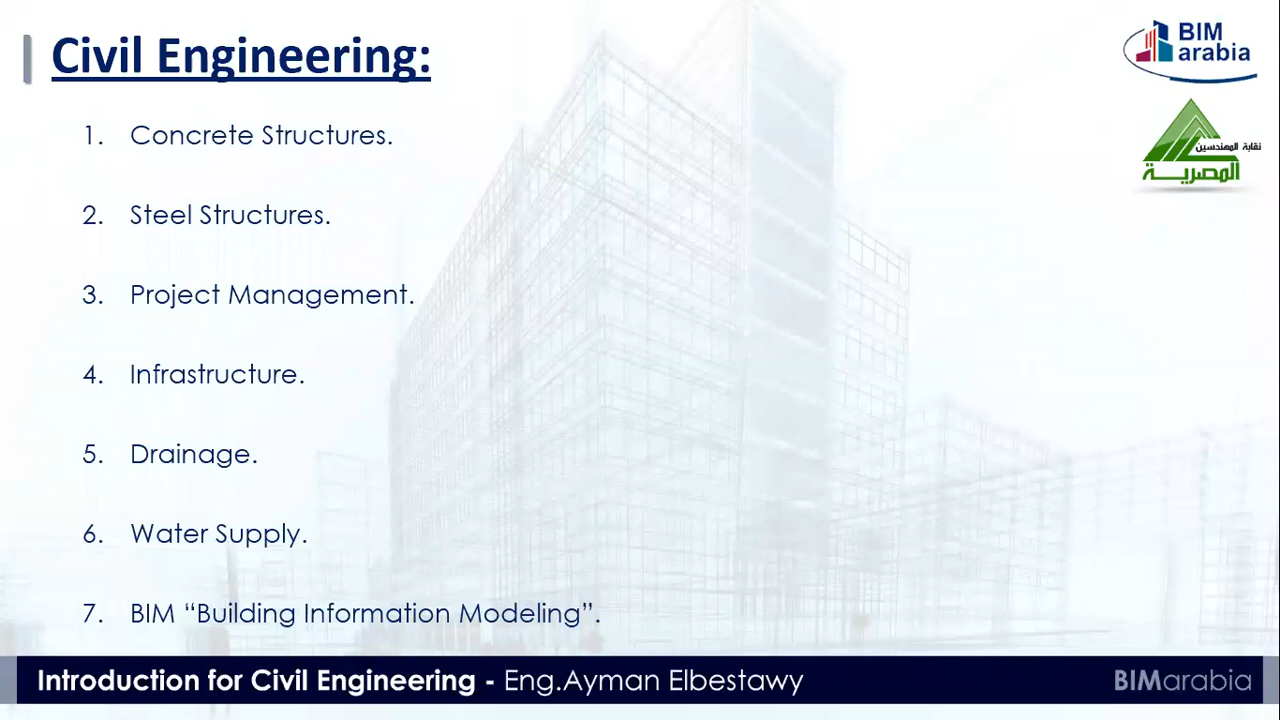 Civil Engineering:
BIM
arabia
1. Concrete Structures.
نقابة المهندسين
المصرية
2. Steel Structures.
3. Project Management.
4. Infrastructure.
5. Drainage.
6. Water Supply.
7. BIM “Building Information Modeling”.
Introduction for Civil Engineering - Eng.Ayman Elbestawy
BIMarabia